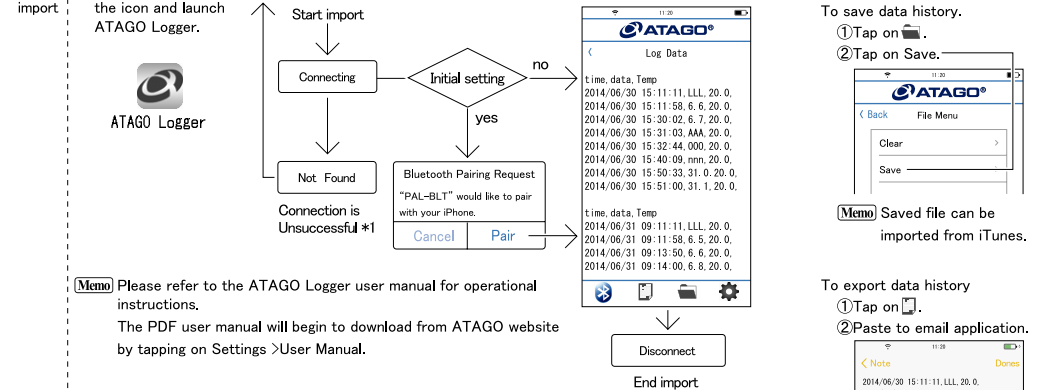 import
the icon and launch
ATAGO Logger.
ATAGO Logger
Start import
Connecting
Initial setting
no
yes
Not Found
Connection is
Unsuccessful *1
Bluetooth Pairing Request
“PAL-BLT” would like to pair
with your iPhone.
Cancel
Pair
11:20
ATAGO®
Log Data
time, data, Temp
2014/06/30 15:11:11, LLL, 20. 0,
2014/06/30 15:11:58, 6. 6, 20. 0,
2014/06/30 15:30:02, 6. 7, 20. 0,
2014/06/30 15:31:03, AAA, 20. 0,
2014/06/30 15:32:44, OOO, 20. 0,
2014/06/30 15:40:09, nnn, 20. 0,
2014/06/30 15:50:33, 31. 0. 20. 0,
2014/06/30 15:51:00, 31. 1, 20. 0,
time, data, Temp
2014/06/31 09:11:11, LLL, 20. 0,
2014/06/31 09:11:58, 6. 5, 20. 0,
2014/06/31 09:13:50, 6. 6, 20. 0,
2014/06/31 09:14:00, 6. 8, 20. 0,
Disconnect
End import
Memo Please refer to the ATAGO Logger user manual for operational
instructions.
The PDF user manual will begin to download from ATAGO website
by tapping on Settings >User Manual.
To save data history.
①Tap on .
②Tap on Save.
11:20
ATAGO®
< Back File Menu
Clear >
Save
Memo Saved file can be
imported from iTunes.
To export data history
①Tap on .
②Paste to email application.
11:20
< Note Dones
2014/06/30 15:11:11, LLL, 20. 0,